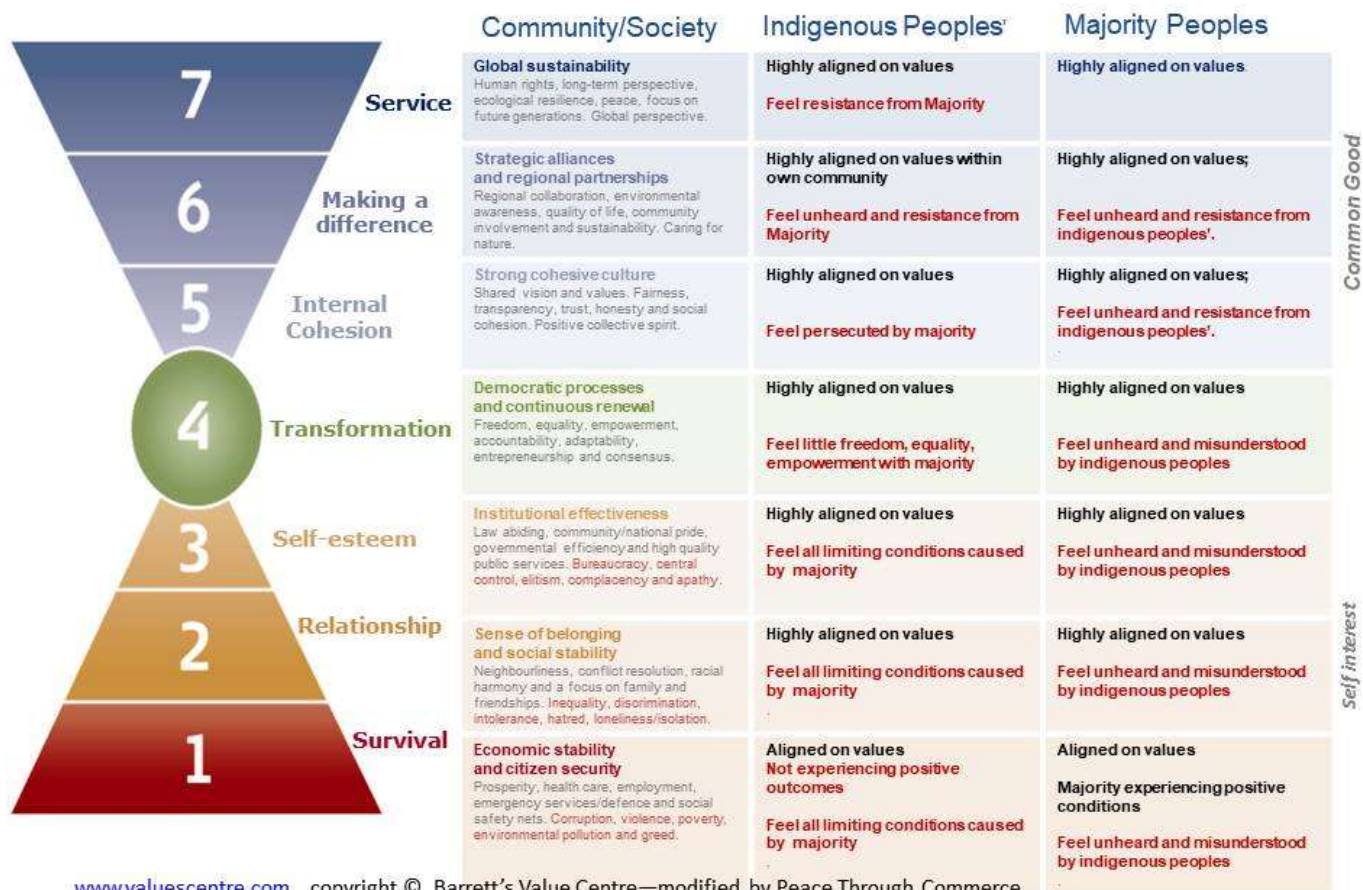 Community/Society
Indigenous Peoples'
Majority Peoples
7
Service
Global sustainability
Human rights, long-term perspective,
ecological resilience, peace, focus on
future generations. Global perspective.
Highly aligned on values
Feel resistance from Majority
Highly aligned on values.
6
Making a
difference
Strategic alliances
and regional partnerships
Regional collaboration, environmental
awareness, quality of life, community
involvement and sustainability. Caring for
nature.
Highly aligned on values within
own community
Feel unheard and resistance from
Majority
Highly aligned on values;
Feel unheard and resistance from
indigenous peoples'.
5
Internal
Cohesion
Strong cohesive culture
Shared vision and values. Fairness,
transparency, trust, honesty and social
cohesion. Positive collective spirit.
Highly aligned on values
Feel persecuted by majority
Highly aligned on values;
Feel unheard and resistance from
indigenous peoples'.
Common Good
4
Transformation
Democratic processes
and continuous renewal
Freedom, equality, empowerment,
accountability, adaptability,
entrepreneurship and consensus.
Highly aligned on values
Feel little freedom, equality,
empowerment with majority
Highly aligned on values
Feel unheard and misunderstood
by indigenous peoples
3
Self-esteem
Institutional effectiveness
Law abiding, community/national pride,
governmental efficiency and high quality
public services. Bureaucracy, central
control, elitism, complacency and apathy.
Highly aligned on values
Feel all limiting conditions caused
by majority
Highly aligned on values
Feel unheard and misunderstood
by indigenous peoples
2
Relationship
Sense of belonging
and social stability
Neighbourliness, conflict resolution, racial
harmony and a focus on family and
friendships. Inequality, discrimination,
intolerance, hatred, loneliness/isolation.
Highly aligned on values
Feel all limiting conditions caused
by majority
Highly aligned on values
Feel unheard and misunderstood
by indigenous peoples
1
Survival
Economic stability
and citizen security
Prosperity, health care, employment,
emergency services/defence and social
safety nets. Corruption, violence, poverty,
environmental pollution and greed.
Aligned on values
Not experiencing positive
outcomes
Feel all limiting conditions caused
by majority
Aligned on values
Majority experiencing positive
conditions
Feel unheard and misunderstood
by indigenous peoples
Self interest
www.valuescentre.com copyright © Barrett's Value Centre—modified by Peace Through Commerce